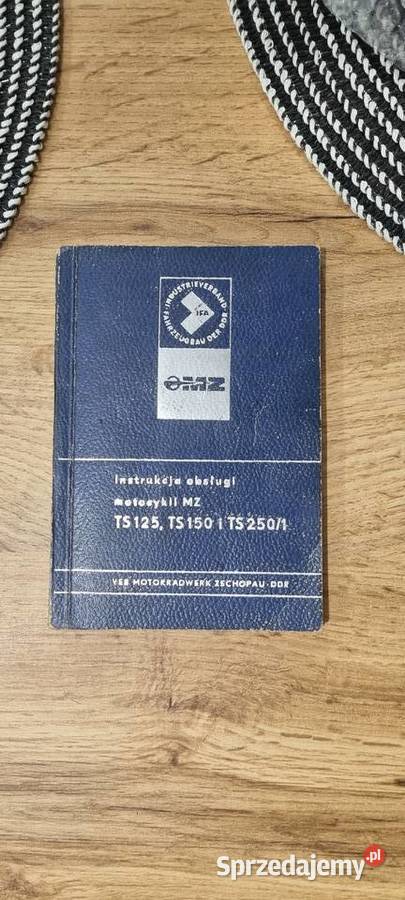 INDUSTRIEVERBAND
FAHRZEUGBAU DER DDR
IFA
MZ
Instrukcja obsługi
motocykli MZ
TS 125, TS 150 i TS 250/1
VEB MOTORRADWERK ZSCHOPAU · DDR
Sprzedajemy.pl